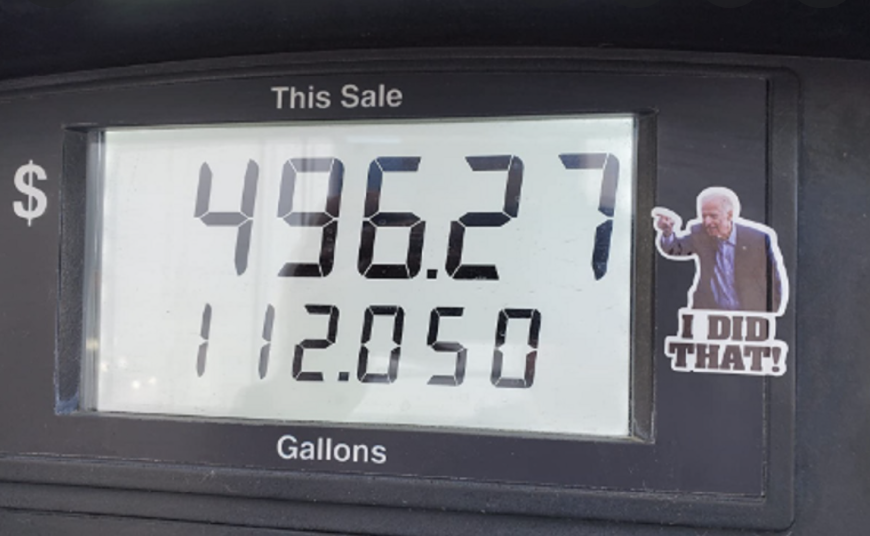 This Sale
$ 496.27
112.050
Gallons
I DID
THAT!